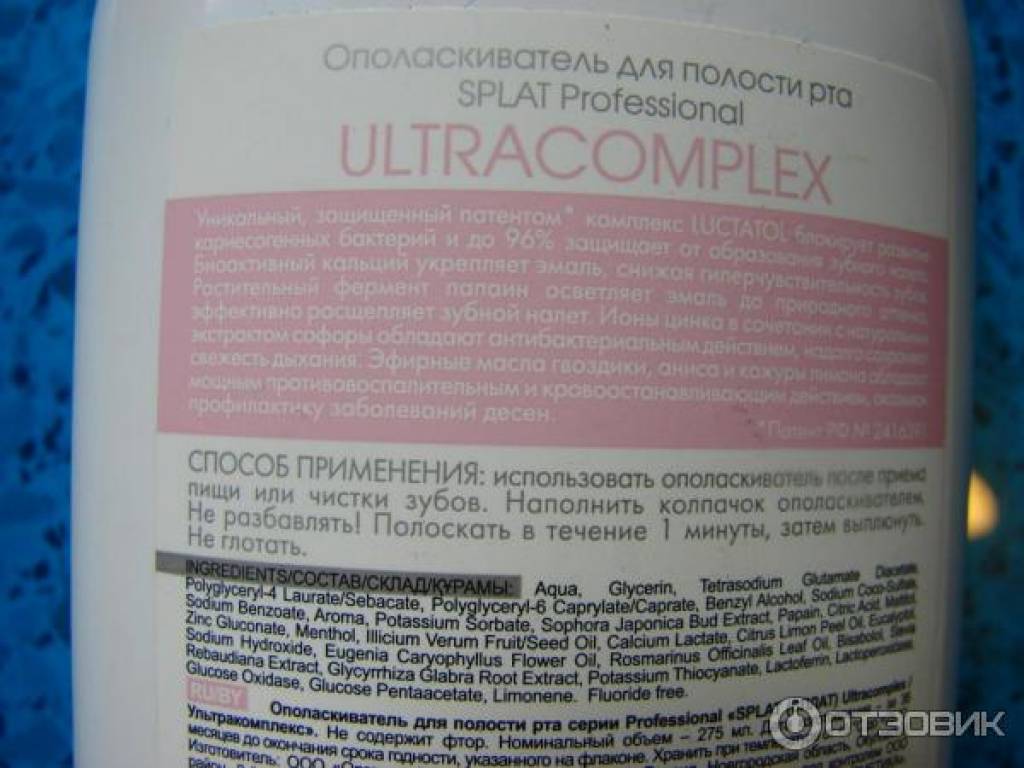 Ополаскиватель для полости рта
SPLAT Professional
ULTRACOMPLEX
Уникальный, защищенный патентом* комплекс LUCTATOL блокирует развитие
кариесогенных бактерий и до 96% защищает от образования зубного налета.
Биоактивный кальций укрепляет эмаль, снижая гиперчувствительность зубов.
Растительный фермент папаин осветляет эмаль до природного оттенка,
эффективно расщепляет зубной налет. Ионы цинка в сочетании с натуральным
экстрактом софоры обладают антибактериальным действием, надолго сохраняют
свежесть дыхания. Эфирные масла гвоздики, аниса и кожуры лимона обладают
мощным противовоспалительным и кровоостанавливающим действием, оказывая
профилактику заболеваний десен.
*Патент РФ №
СПОСОБ ПРИМЕНЕНИЯ: использовать ополаскиватель после приема
пищи или чистки зубов. Наполнить колпачок ополаскивателем.
Не разбавлять! Полоскать в течение 1 минуты, затем выплюнуть.
Не глотать.
INGREDIENTS/СОСТАВ/СКЛАД/ҚҰРАМЫ: Aqua, Glycerin, Tetrasodium Glutamate Diacetate,
Polyglyceryl-4 Laurate/Sebacate, Polyglyceryl-6 Caprylate/Caprate, Benzyl Alcohol, Sodium Coco-Sulfate,
Sodium Benzoate, Aroma, Potassium Sorbate, Sophora Japonica Bud Extract, Papain, Citric Acid, Maltitol,
Zinc Gluconate, Menthol, Illicium Verum Fruit/Seed Oil, Calcium Lactate, Citrus Limon Peel Oil, Eucalyptol,
Sodium Hydroxide, Eugenia Caryophyllus Flower Oil, Rosmarinus Officinalis Leaf Oil, Bisabolol, Stevia
Rebaudiana Extract, Glycyrrhiza Glabra Root Extract, Potassium Thiocyanate, Lactoferrin, Lactoperoxidase,
Glucose Oxidase, Glucose Pentaacetate, Limonene. Fluoride free.
RU/BY Ополаскиватель для полости рта серии Professional «SPLAT (СПЛАТ) Ultracomplex /
Ультракомплекс». Не содержит фтор. Номинальный объем – 275 мл.
месяцев до окончания срока годности, указанного на флаконе. Хранить при
Изготовитель: ООО
ОТЗОВИК